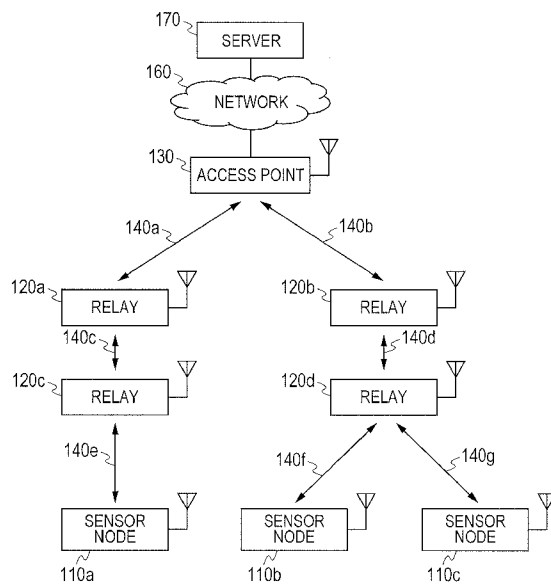 170
SERVER
160
NETWORK
130
ACCESS POINT
140a
140b
120a
RELAY
120b
RELAY
140c
140d
120c
RELAY
120d
RELAY
140e
140f
140g
SENSOR
NODE
SENSOR
NODE
SENSOR
NODE
110a
110b
110c